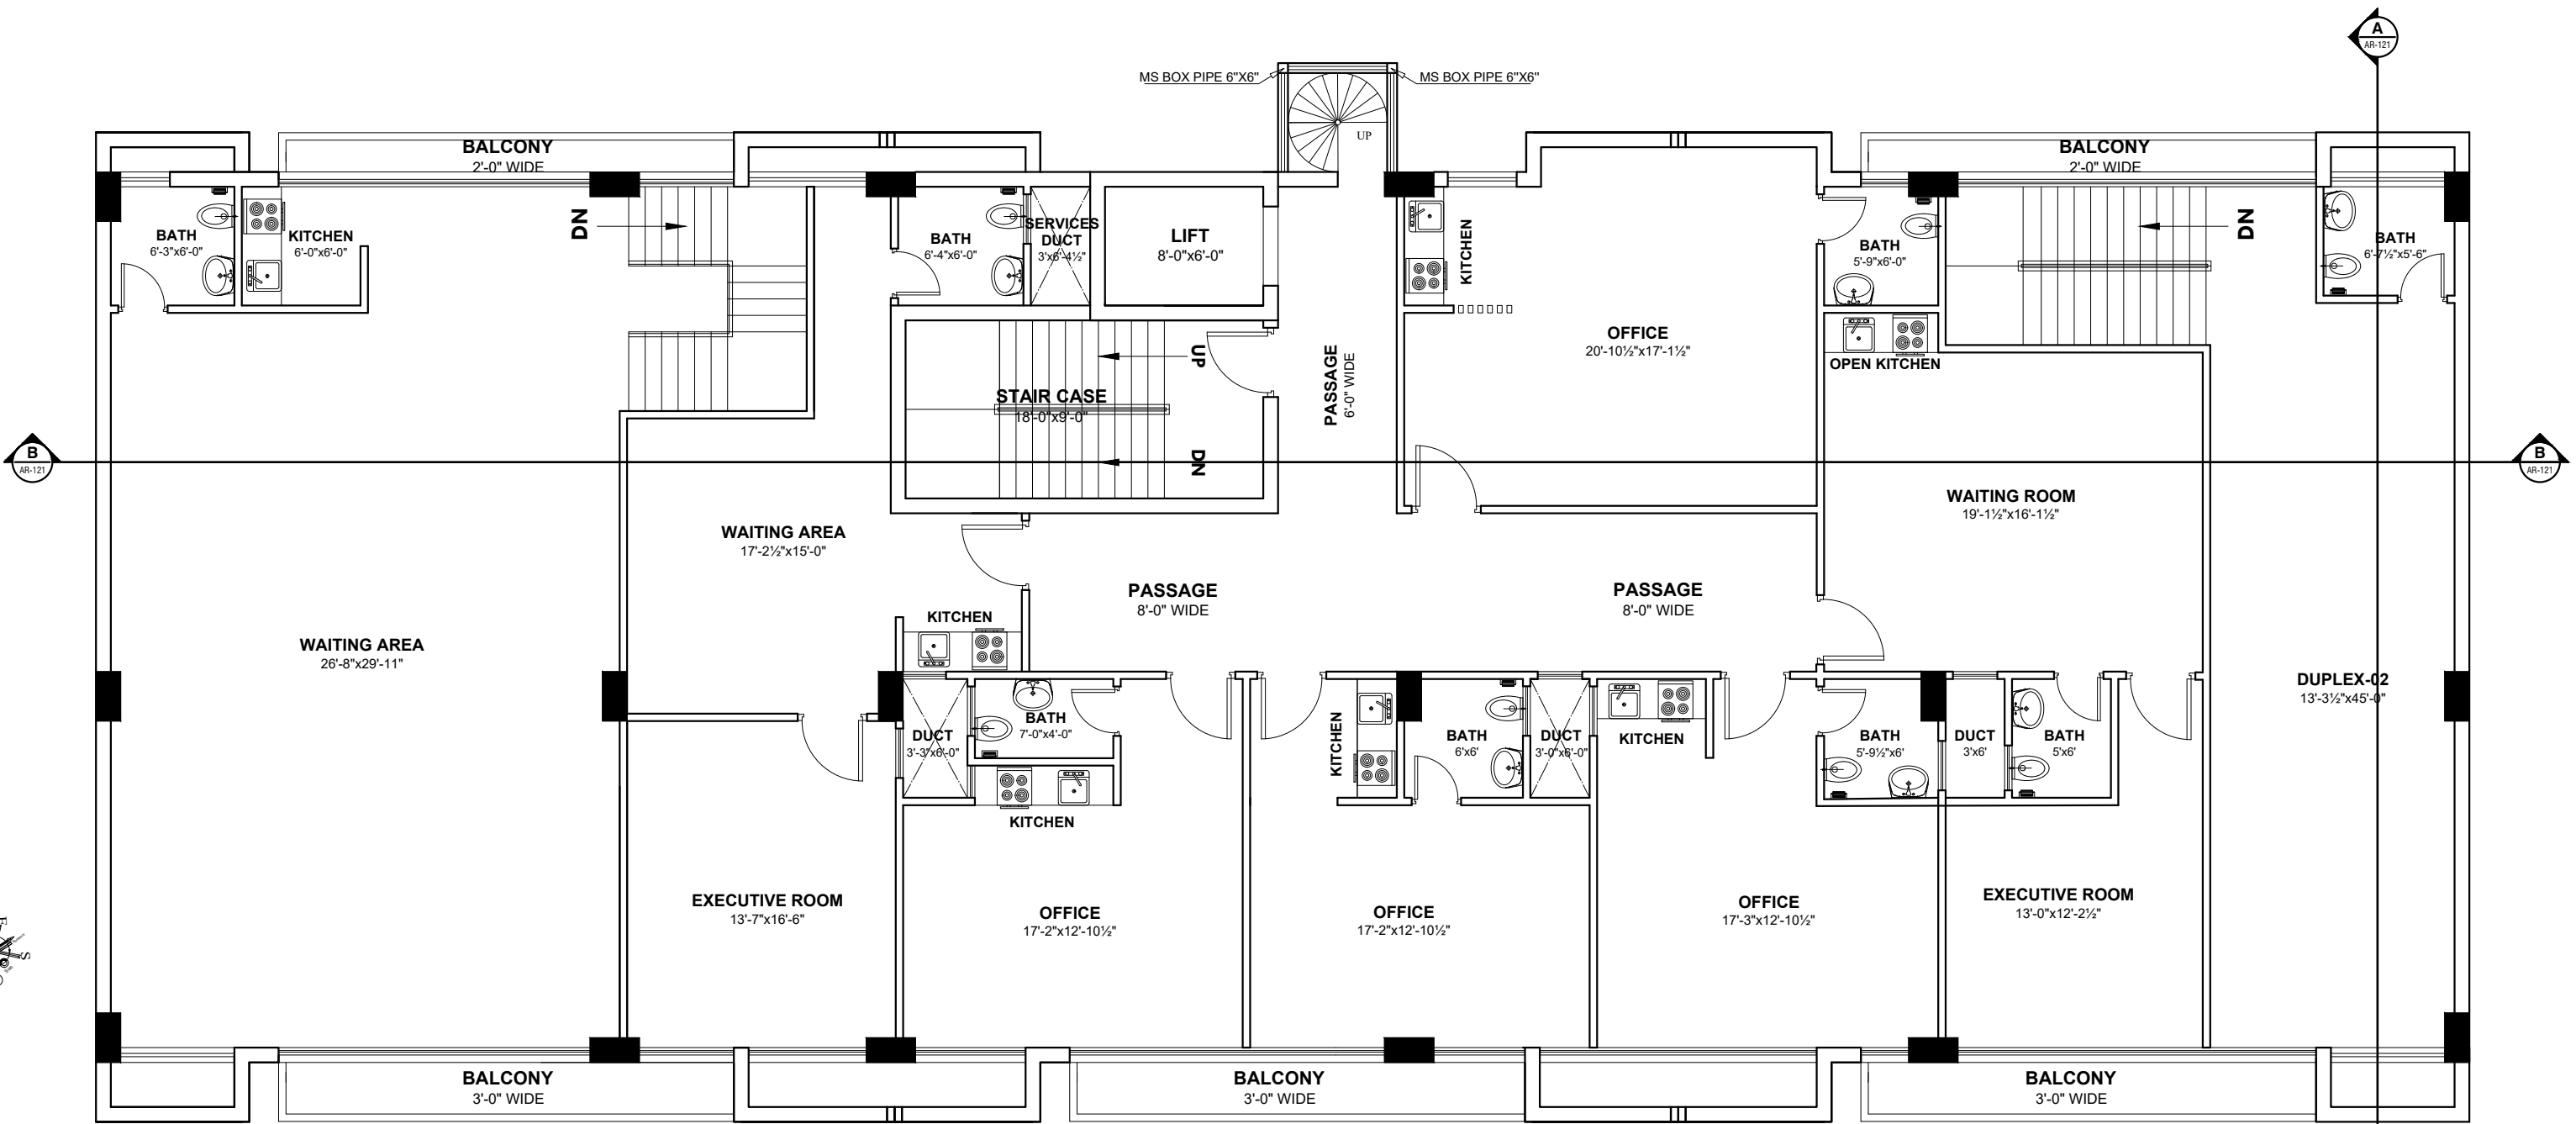 A
AR-121
MS BOX PIPE 6"X6"
MS BOX PIPE 6"X6"
UP
BALCONY
2'-0" WIDE
BALCONY
2'-0" WIDE
BATH
6'-3"x6'-0"
KITCHEN
6'-0"x6'-0"
DN
BATH
6'-4"x6'-0"
SERVICES
DUCT
3'x6'-4½"
LIFT
8'-0"x6'-0"
KITCHEN
BATH
5'-9"x6'-0"
DN
BATH
6'-7½"x5'-6"
OFFICE
20'-10½"x17'-1½"
UP
PASSAGE
6'-0" WIDE
OPEN KITCHEN
STAIR CASE
18'-0"x9'-0"
DN
B
AR-121
B
AR-121
WAITING ROOM
19'-1½"x16'-1½"
WAITING AREA
17'-2½"x15'-0"
PASSAGE
8'-0" WIDE
PASSAGE
8'-0" WIDE
KITCHEN
WAITING AREA
26'-8"x29'-11"
DUPLEX-02
13'-3½"x45'-0"
DUCT
3'-3"x6'-0"
BATH
7'-0"x4'-0"
KITCHEN
BATH
6'x6'
DUCT
3'-0"x6'-0"
KITCHEN
BATH
5'-9½"x6'
DUCT
3'x6'
BATH
5'x6'
KITCHEN
EXECUTIVE ROOM
13'-7"x16'-6"
OFFICE
17'-2"x12'-10½"
OFFICE
17'-2"x12'-10½"
OFFICE
17'-3"x12'-10½"
EXECUTIVE ROOM
13'-0"x12'-2½"
E
S
BALCONY
3'-0" WIDE
BALCONY
3'-0" WIDE
BALCONY
3'-0" WIDE